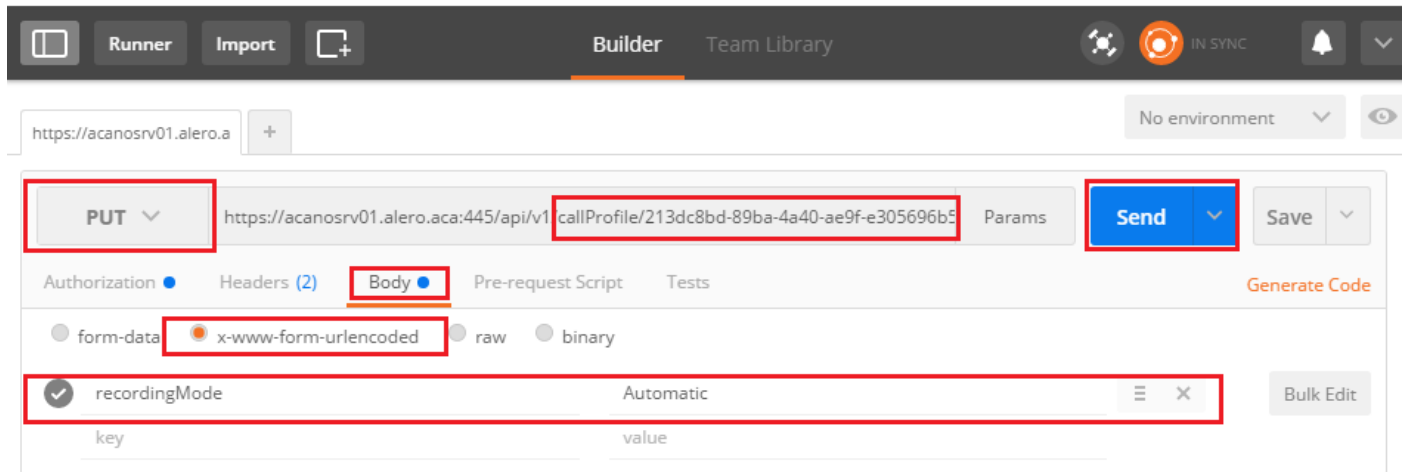 Runner Import Builder Team Library IN SYNC
https://acanosrv01.alero.a + No environment
PUT https://acanosrv01.alero.aca:445/api/v1/callProfile/213dc8bd-89ba-4a40-ae9f-e305696b5 Params Send Save
Authorization Headers (2) Body Pre-request Script Tests Generate Code
form-data x-www-form-urlencoded raw binary
recordingMode Automatic Bulk Edit
key value